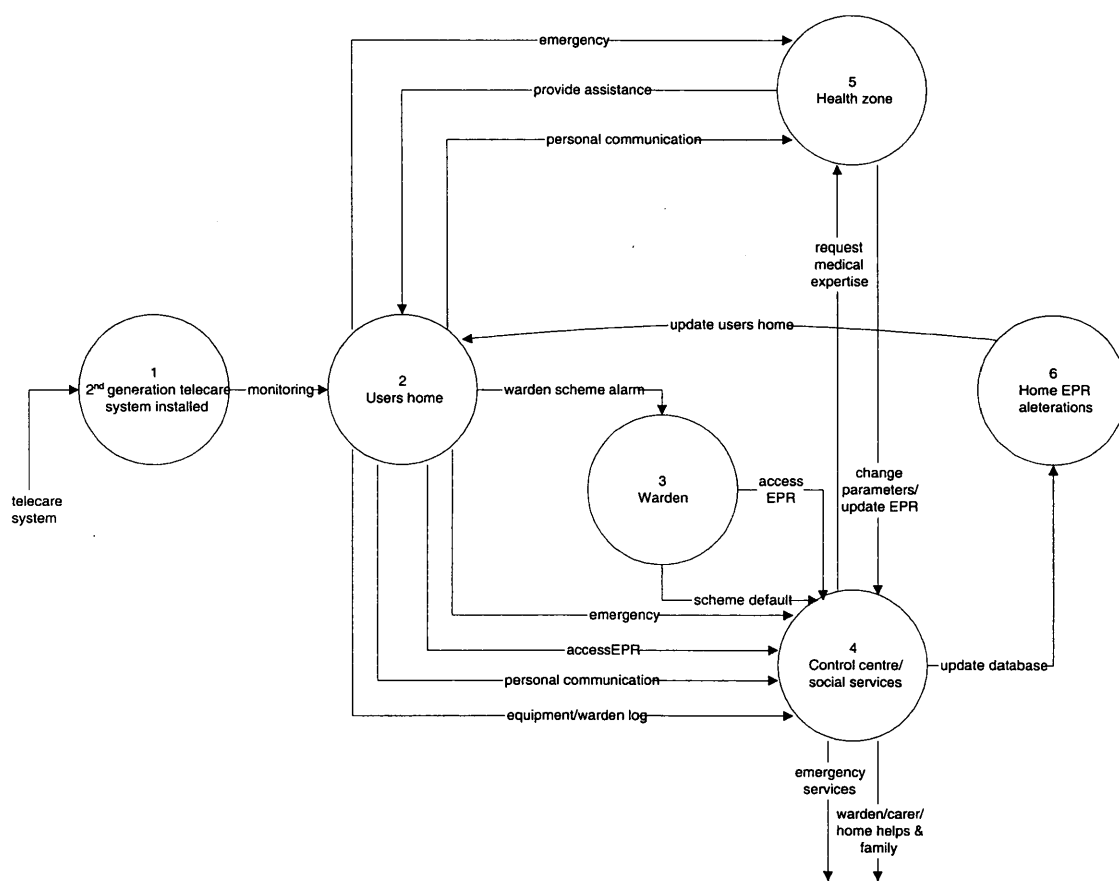 emergency
5
Health zone
provide assistance
personal communication
request
medical
expertise
update users home
1
2nd generation telecare
system installed
monitoring
2
Users home
warden scheme alarm
6
Home EPR
aleterations
3
Warden
access
EPR
change
parameters/
update EPR
telecare
system
scheme default
emergency
accessEPR
4
Control centre/
social services
update database
personal communication
equipment/warden log
emergency
services
warden/carer/
home helps &
family